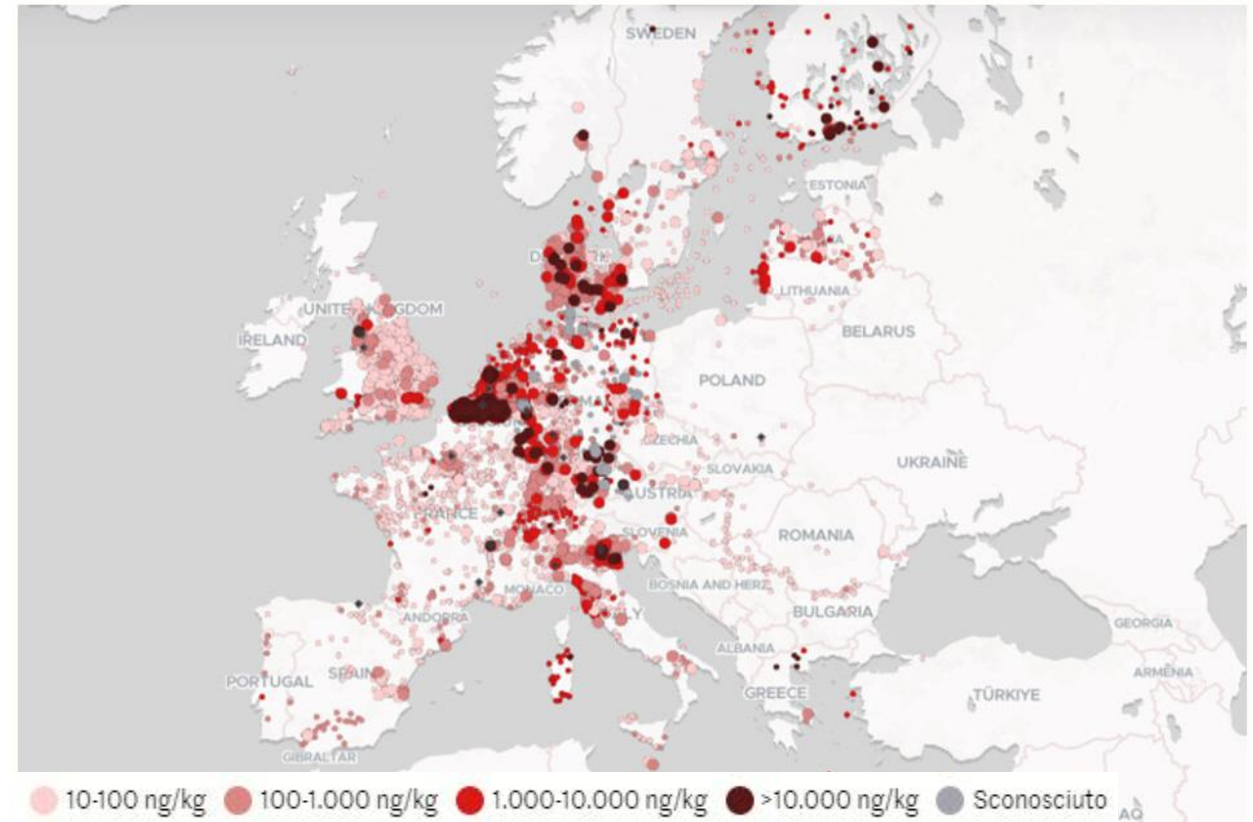 SWEDEN
ESTONIA
LITHUANIA
UNITED KINGDOM
IRELAND
BELARUS
POLAND
CZECHIA
SLOVAKIA
UKRAINE
AUSTRIA
FRANCE
SLOVENIA
ROMANIA
MONACO
BOSNIA AND HERZ.
ITALY
BULGARIA
ANDORRA
GEORGIA
ALBANIA
ARMENIA
PORTUGAL
SPAIN
GREECE
TÜRKIYE
GIBRALTAR
10-100 ng/kg 100-1.000 ng/kg 1.000-10.000 ng/kg >10.000 ng/kg Sconosciuto
AQ